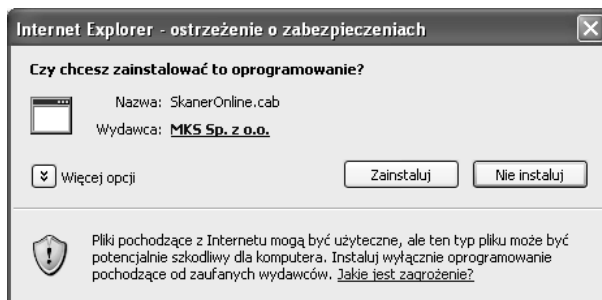 Internet Explorer - ostrzeżenie o zabezpieczeniach
Czy chcesz zainstalować to oprogramowanie?
Nazwa: SkanerOnline.cab
Wydawca: MKS Sp. z o.o.
Więcej opcji
Zainstaluj
Nie instaluj
Pliki pochodzące z Internetu mogą być użyteczne, ale ten typ pliku może być
potencjalnie szkodliwy dla komputera. Instaluj wyłącznie oprogramowanie
pochodzące od zaufanych wydawców. Jakie jest zagrożenie?